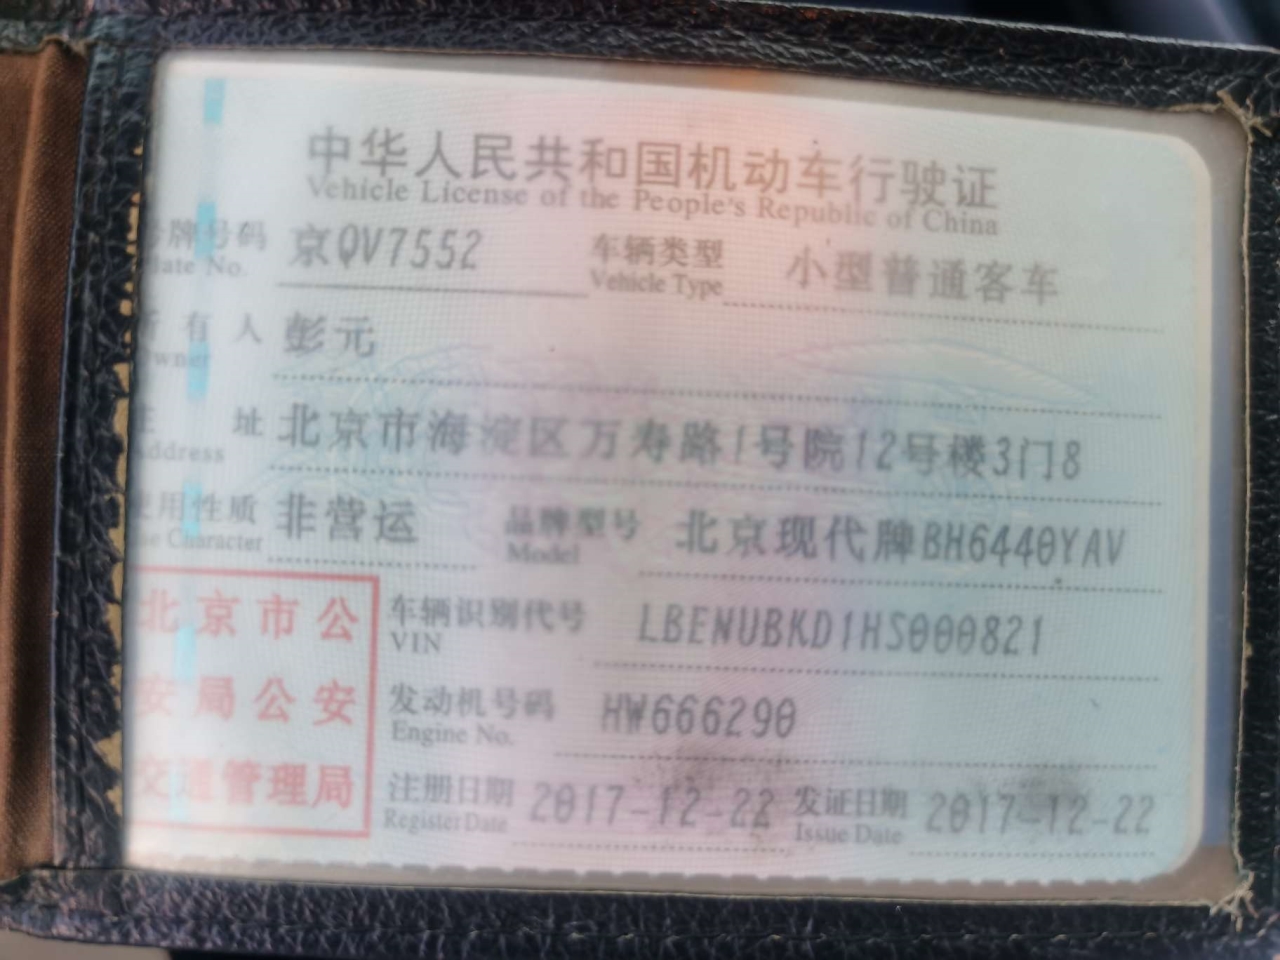 中华人民共和国机动车行驶证
Vehicle License of the People's Republic of China
号牌号码 京QV7552 车辆类型 小型普通客车
Plate No. Vehicle Type
所有人 彭元
Owner
住 址 北京市海淀区万寿路1号院12号楼3门8
Address
使用性质 非营运 品牌型号 北京现代牌BH6440YAV
Use Character Model
车辆识别代号 LBENUBKD1HS000821
VIN
发动机号码 HW666290
Engine No.
注册日期 2017-12-22 发证日期 2017-12-22
Register Date Issue Date
北京市公
安局公安
交通管理局